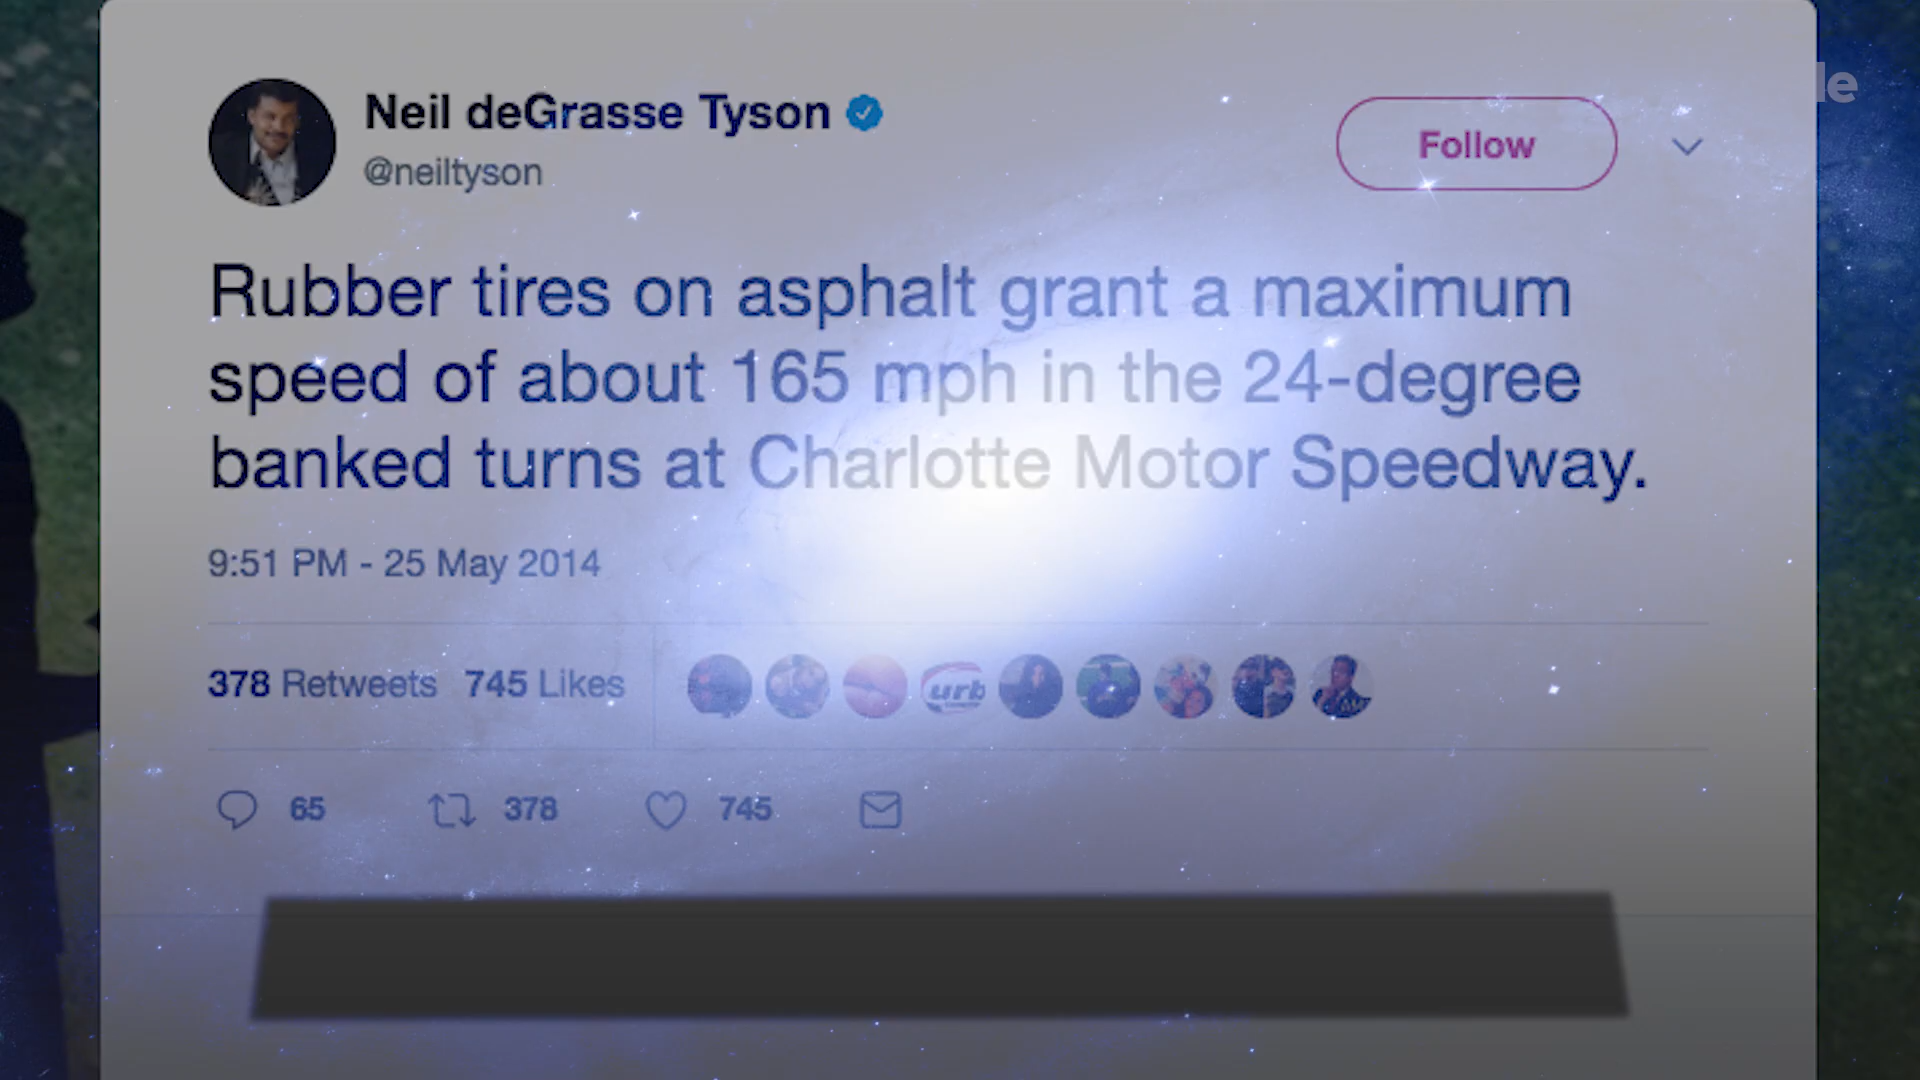 le
Neil deGrasse Tyson
@neiltyson
Follow
Rubber tires on asphalt grant a maximum
speed of about 165 mph in the 24-degree
banked turns at Charlotte Motor Speedway.
9:51 PM - 25 May 2014
378 Retweets 745 Likes
urb
65 378 745